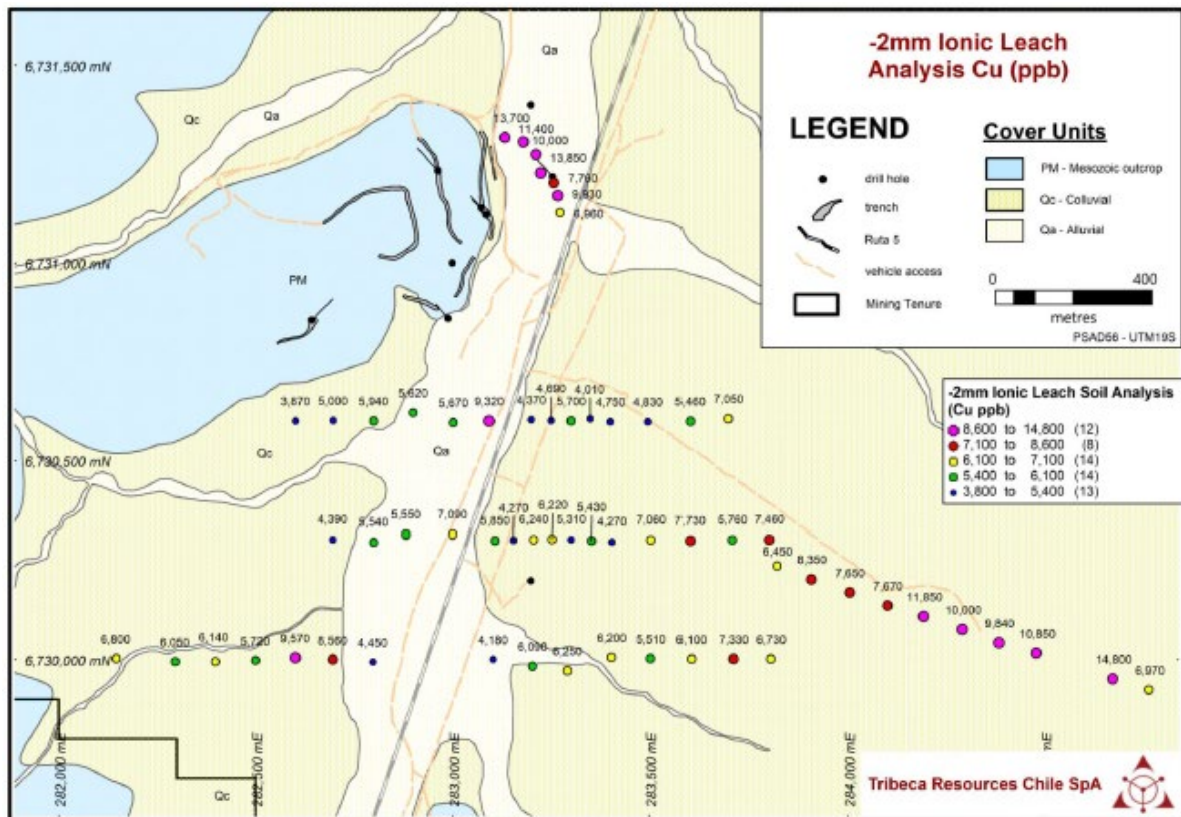 -2mm Ionic Leach
Analysis Cu (ppb)
LEGEND
drill hole
trench
Ruta 5
vehicle access
Mining Tenure
Cover Units
PM - Mesozoic outcrop
Qc - Colluvial
Qa - Alluvial
0 400
metres
PSAD56 - UTM19S
-2mm Ionic Leach Soil Analysis
(Cu ppb)
8,600 to 14,800 (12)
7,100 to 8,600 (8)
6,100 to 7,100 (14)
5,400 to 6,100 (14)
3,800 to 5,400 (13)
6,731,500 mN
Qa
Qc
Qa
13,700
11,400
10,000
13,850
7,790
9,930
6,960
6,731,000 mN
PM
3,870 5,000 5,940 5,620 5,670 9,320 4,370 4,690 5,700 4,010 4,750 4,830 5,460 7,050
6,730,500 mN
Qc
Qa
4,390 5,540 5,550 7,090 5,850 4,270 6,240 6,220 5,310 5,430 4,270 7,060 7,730 5,760 7,460
6,450
8,350
7,650
7,670
11,850
10,000
9,840
10,850
14,800
6,970
6,800 6,050 6,140 5,720 9,570 8,560 4,450 4,180 6,090 6,250 6,200 5,510 6,100 7,330 6,730
6,730,000 mN
Qc
282,000 mE
282,500 mE
283,000 mE
283,500 mE
284,000 mE
mE
Tribeca Resources Chile SpA